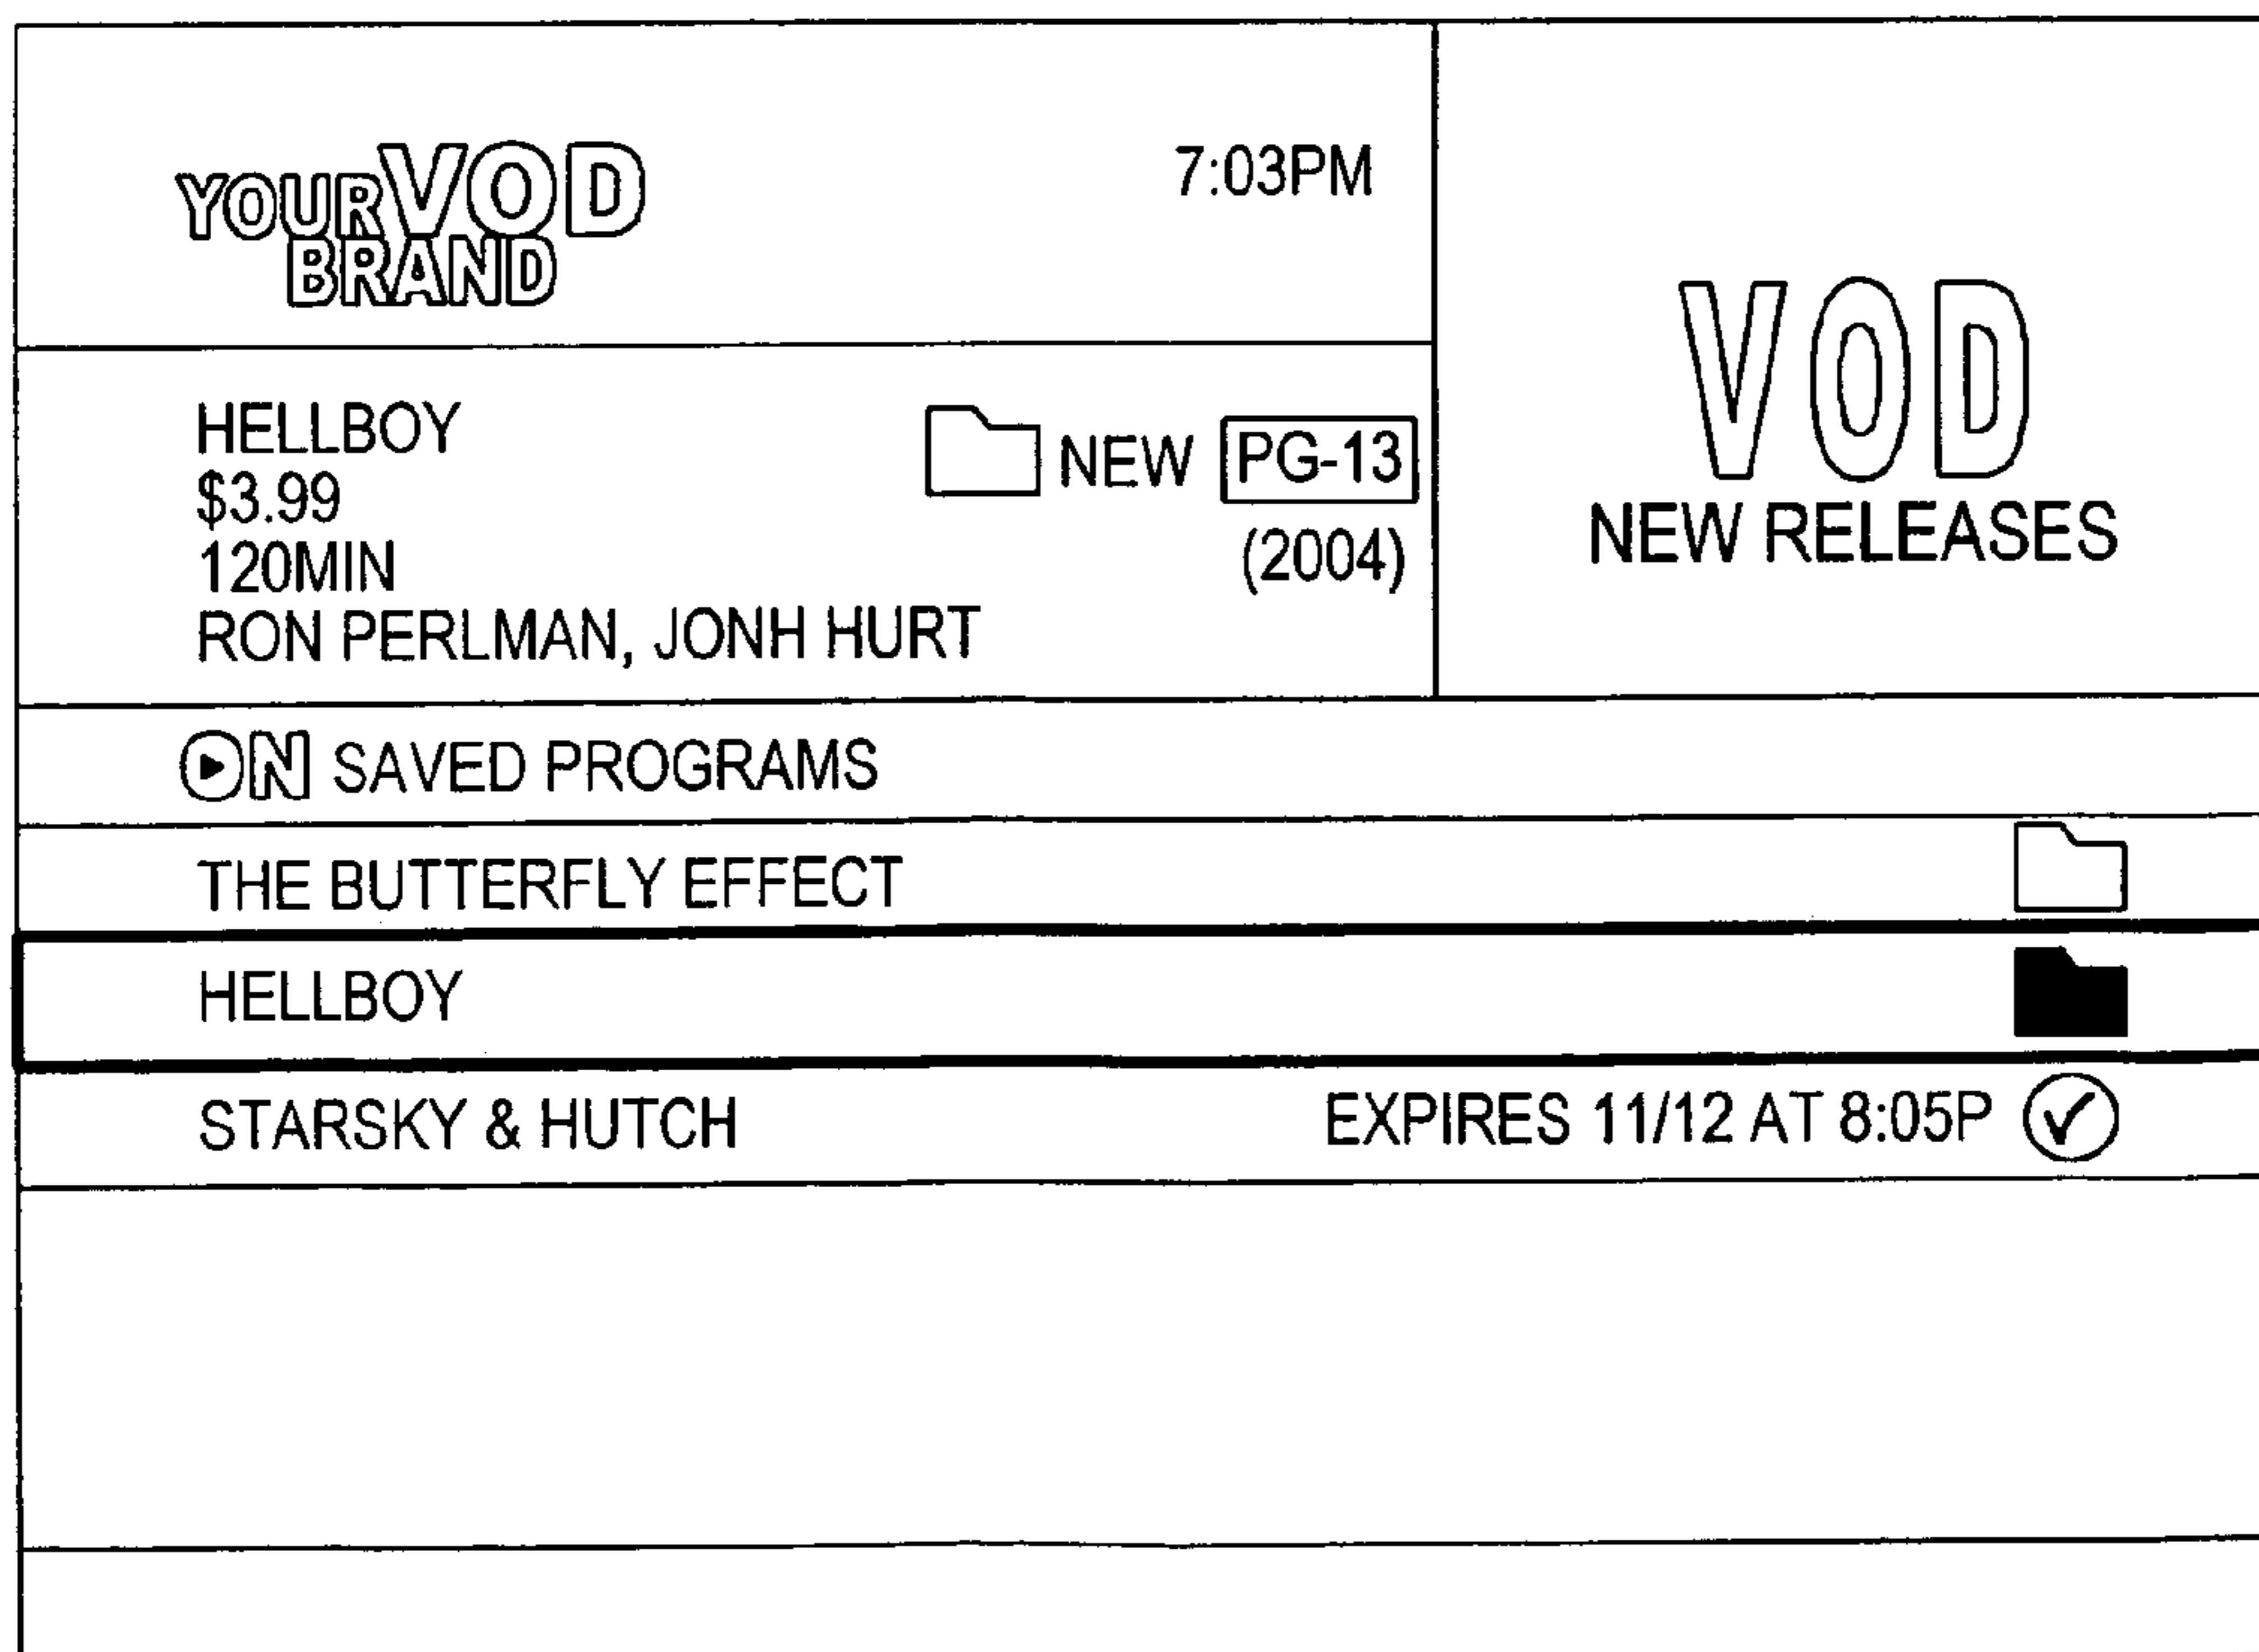 YOUR VOD
BRAND
7:03PM
HELLBOY
NEW PG-13
$3.99
120MIN
(2004)
RON PERLMAN, JONH HURT
VOD
NEW RELEASES
ON SAVED PROGRAMS
THE BUTTERFLY EFFECT
HELLBOY
STARSKY & HUTCH EXPIRES 11/12 AT 8:05P